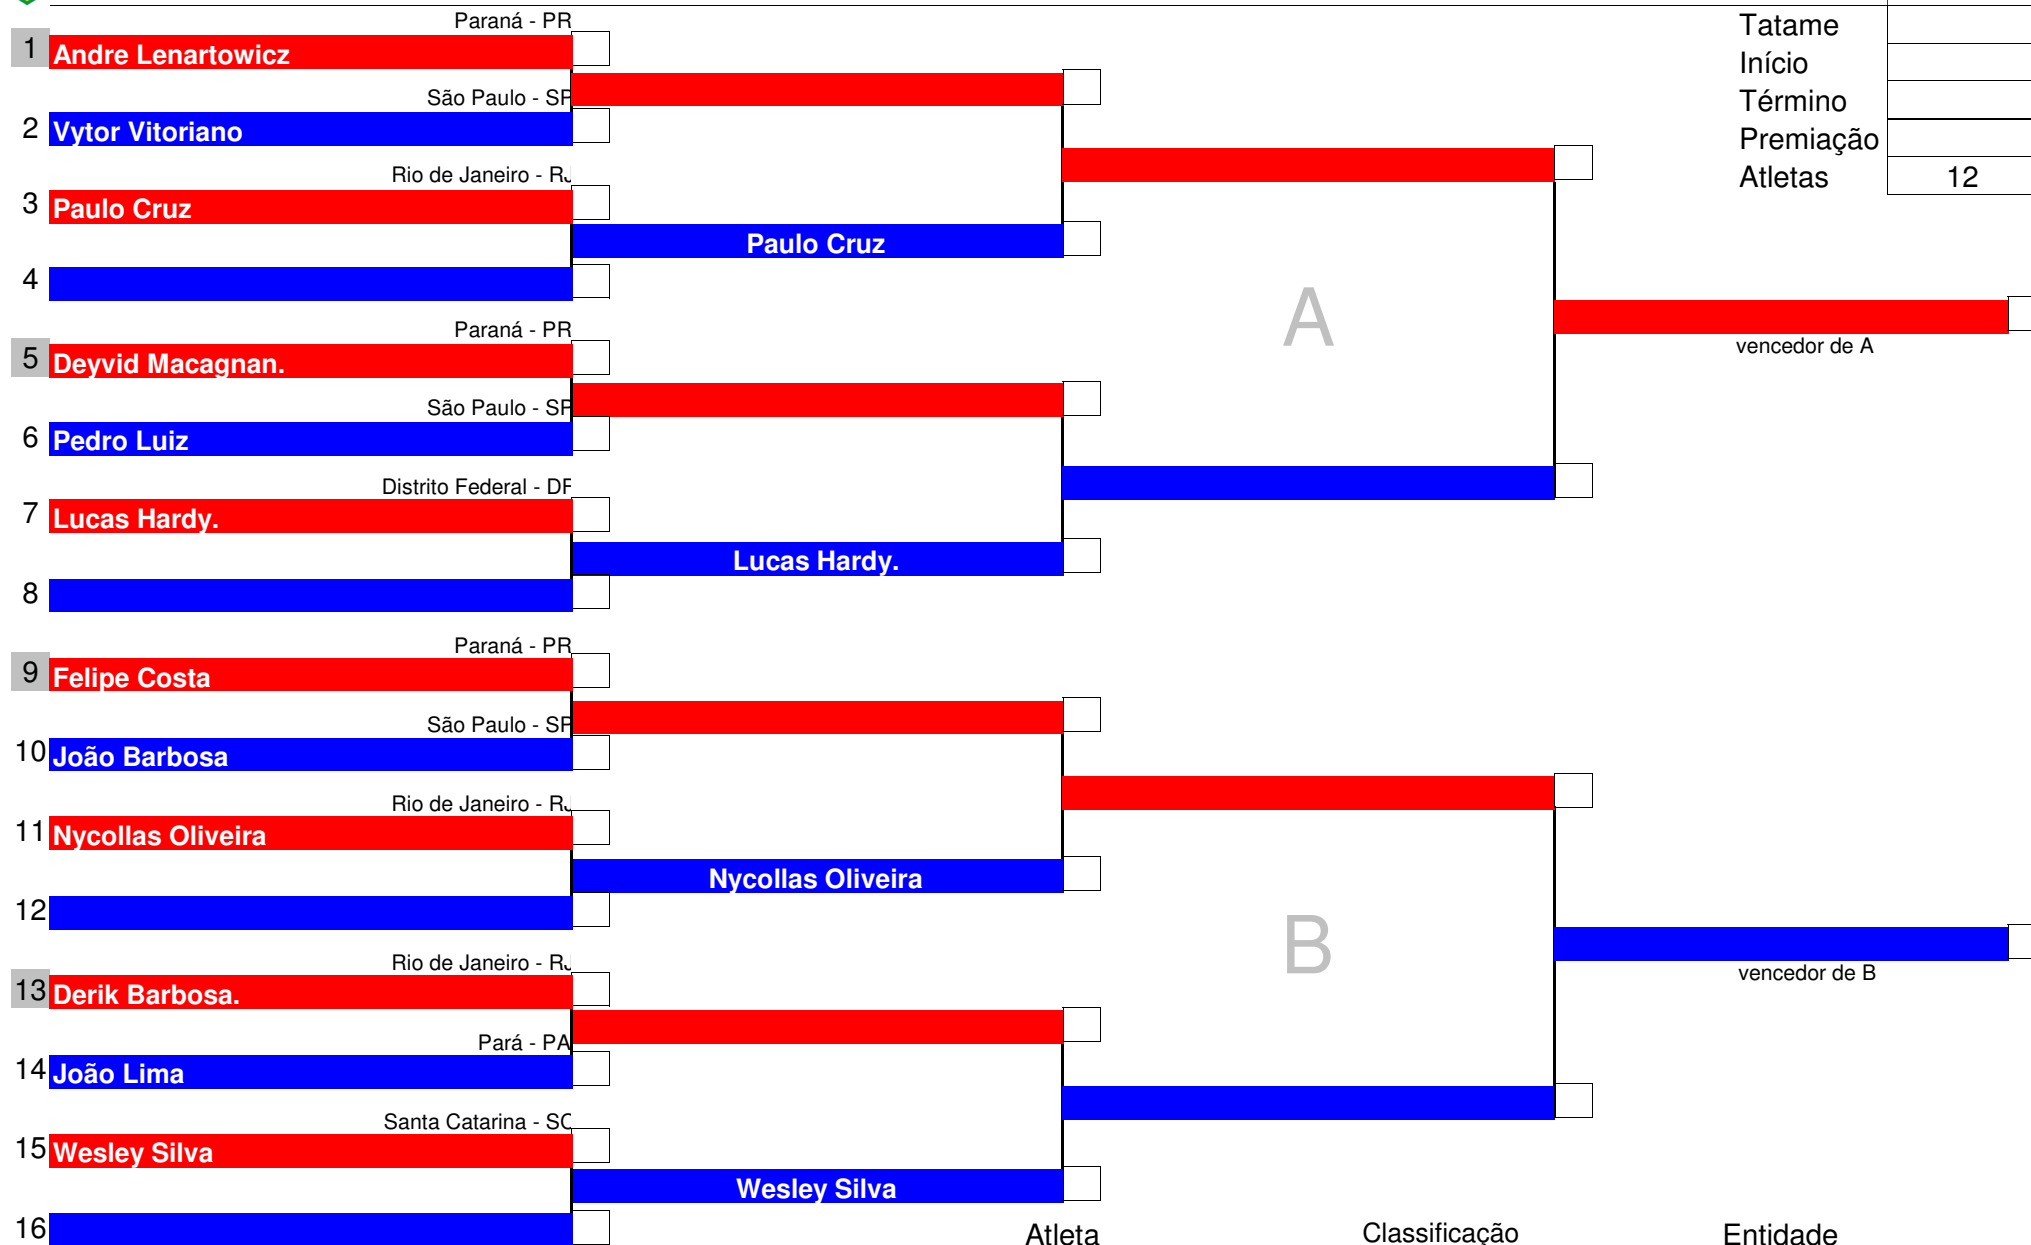 Paraná - PR
1 Andre Lenartowicz
São Paulo - SP
2 Vytor Vitoriano
Rio de Janeiro - RJ
3 Paulo Cruz
Paulo Cruz
4
Paraná - PR
5 Deyvid Macagnan.
São Paulo - SP
6 Pedro Luiz
Distrito Federal - DF
7 Lucas Hardy.
Lucas Hardy.
8
Paraná - PR
9 Felipe Costa
São Paulo - SP
10 João Barbosa
Rio de Janeiro - RJ
11 Nycollas Oliveira
Nycollas Oliveira
12
Rio de Janeiro - RJ
13 Derik Barbosa.
Pará - PA
14 João Lima
Santa Catarina - SC
15 Wesley Silva
Wesley Silva
16
A
B
vencedor de A
vencedor de B
Tatame
Início
Término
Premiação
Atletas 12
Atleta Classificação Entidade